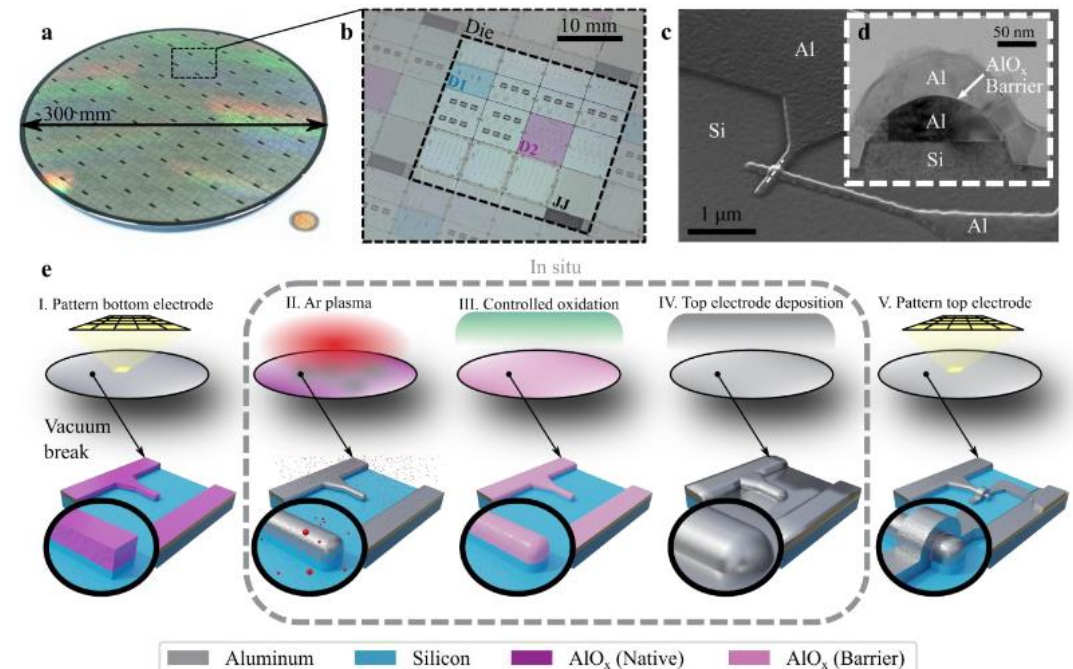 a
300 mm
b
Die
10 mm
D1
D2
JJ
c
Al
Si
1 μm
Al
d
50 nm
AlOx
Barrier
Al
Al
Si
e
In situ
I. Pattern bottom electrode
II. Ar plasma
III. Controlled oxidation
IV. Top electrode deposition
V. Pattern top electrode
Vacuum
break
Aluminum
Silicon
AlOx (Native)
AlOx (Barrier)